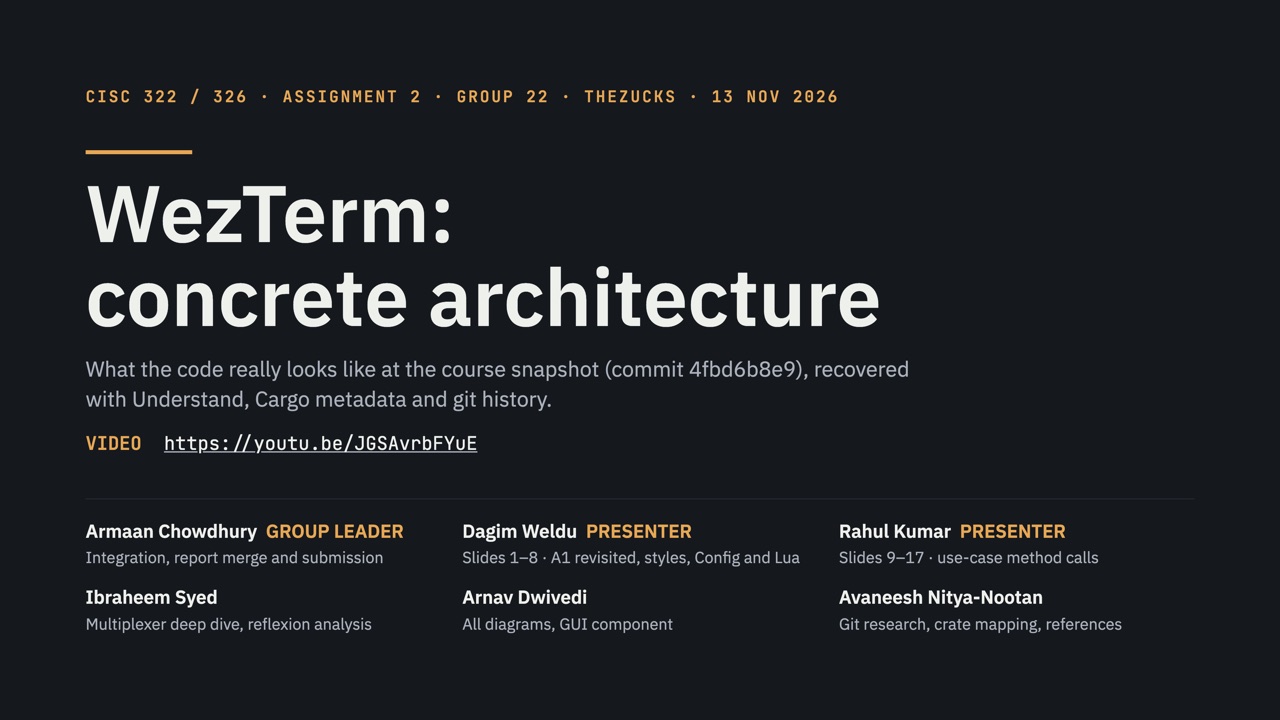 CISC 322 / 326 · ASSIGNMENT 2 · GROUP 22 · THEZUCKS · 13 NOV 2026
WezTerm:
concrete architecture
What the code really looks like at the course snapshot (commit 4fbd6b8e9), recovered
with Understand, Cargo metadata and git history.
VIDEO https://youtu.be/JGSAvrbFYuE
Armaan Chowdhury GROUP LEADER
Integration, report merge and submission
Dagim Weldu PRESENTER
Slides 1–8 · A1 revisited, styles, Config and Lua
Rahul Kumar PRESENTER
Slides 9–17 · use-case method calls
Ibraheem Syed
Multiplexer deep dive, reflexion analysis
Arnav Dwivedi
All diagrams, GUI component
Avaneesh Nitya-Nootan
Git research, crate mapping, references